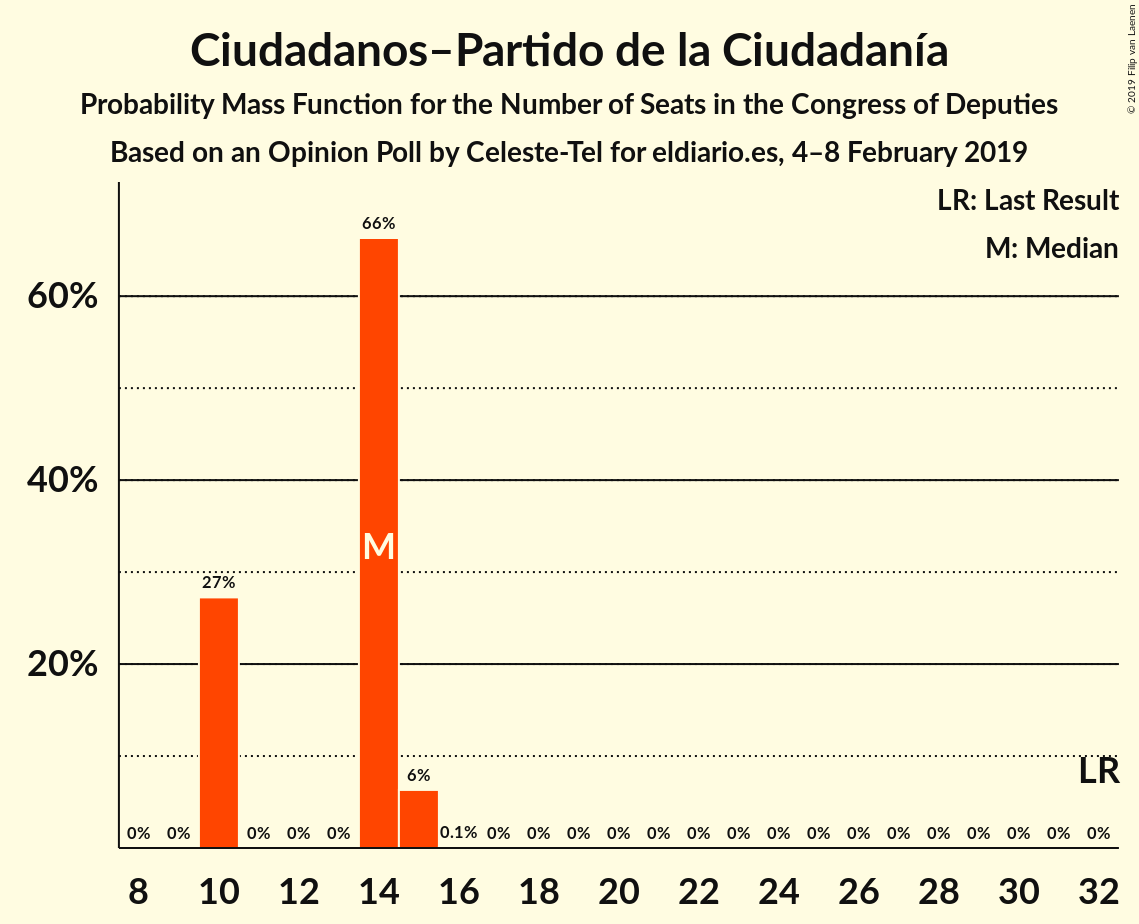 Ciudadanos–Partido de la Ciudadanía
Probability Mass Function for the Number of Seats in the Congress of Deputies
Based on an Opinion Poll by Celeste-Tel for eldiario.es, 4–8 February 2019
© 2019 Filip van Laenen
LR: Last Result
M: Median
66%
60%
40%
M
27%
20%
LR
6%
0% 0% 0% 0% 0% 0.1% 0% 0% 0% 0% 0% 0% 0% 0% 0% 0% 0% 0% 0% 0% 0% 0%
8 10 12 14 16 18 20 22 24 26 28 30 32